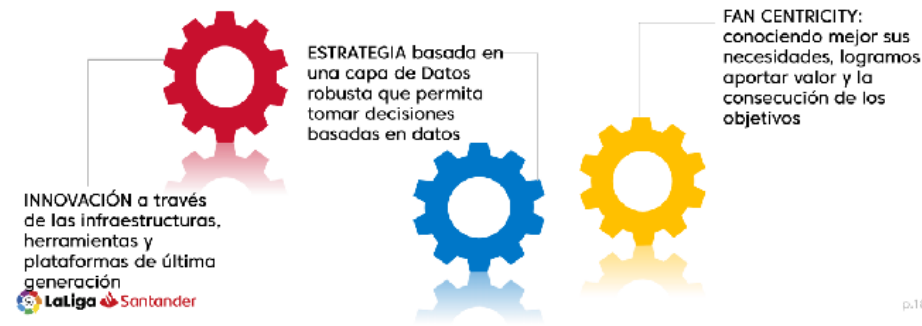 INNOVACIÓN a través
de las infraestructuras,
herramientas y
plataformas de última
generación
ESTRATEGIA basada en
una capa de Datos
robusta que permita
tomar decisiones
basadas en datos
FAN CENTRICITY:
conociendo mejor sus
necesidades, logramos
aportar valor y la
consecución de los
objetivos
LaLiga Santander